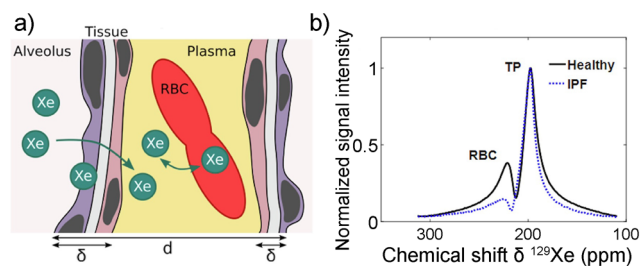 a)
Tissue
Alveolus
Plasma
Xe
RBC
Xe
Xe
Xe
Xe
Xe
δ
d
δ
b)
Normalized signal intensity
1
0.5
0
TP
RBC
Healthy
IPF
300
200
100
Chemical shift δ ¹²⁹Xe (ppm)